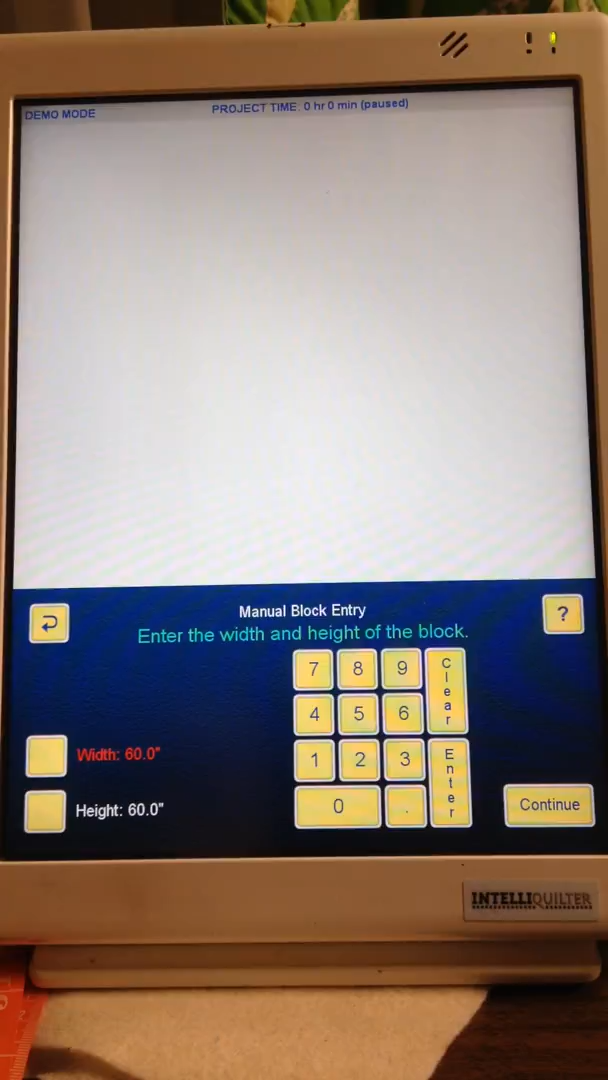 DEMO MODE
PROJECT TIME: 0 hr 0 min (paused)
Manual Block Entry
?
Enter the width and height of the block.
7 8 9 Clear
4 5 6
Width: 60.0"
1 2 3 Enter
Height: 60.0"
0 .
Continue
INTELLIQUILTER